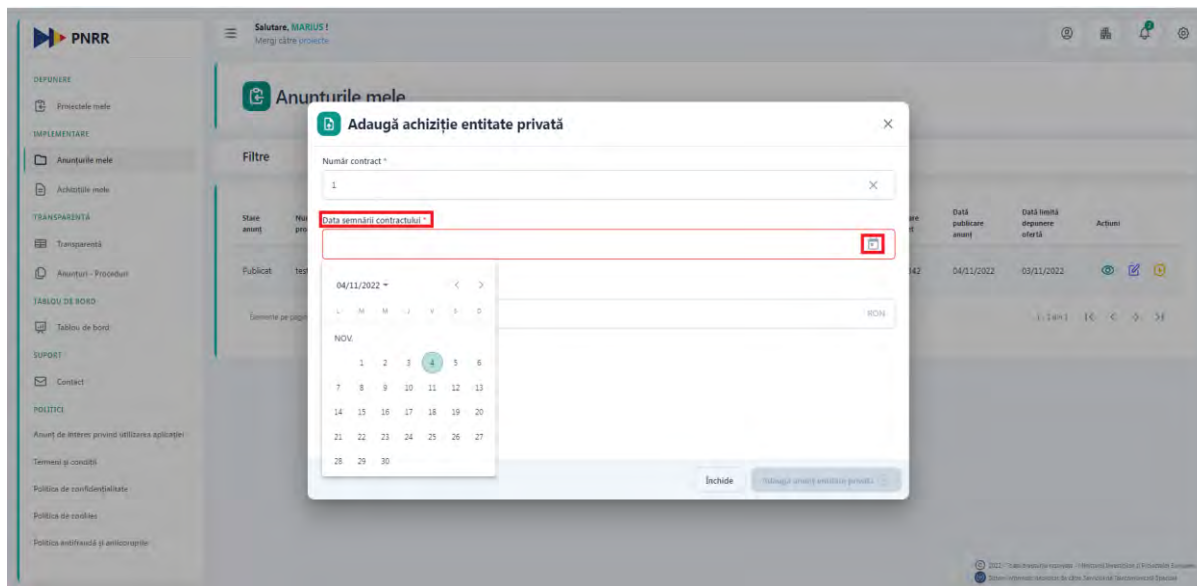 PNRR
Salutare, MARIUS !
Mergi către proiecte
2
DEPUNERE
Proiectele mele
IMPLEMENTARE
Anunțurile mele
Achizițiile mele
TRANSPARENȚĂ
Transparență
Anunțuri - Proceduri
TABLOU DE BORD
Tablou de bord
SUPORT
Contact
POLITICI
Anunț de interes privind utilizarea aplicației
Termeni și condiții
Politica de confidențialitate
Politica de cookies
Politica antifraudă și anticorupție
Anunțurile mele
Filtre
Stare anunț
Dată publicare anunț
Dată limită depunere ofertă
Acțiuni
Publicat
04/11/2022
03/11/2022
Adaugă achiziție entitate privată
Număr contract *
1
Data semnării contractului *
04/11/2022
L M M J V S D
NOV.
1 2 3 4 5 6
7 8 9 10 11 12 13
14 15 16 17 18 19 20
21 22 23 24 25 26 27
28 29 30
RON
Închide
Adaugă anunț entitate privată